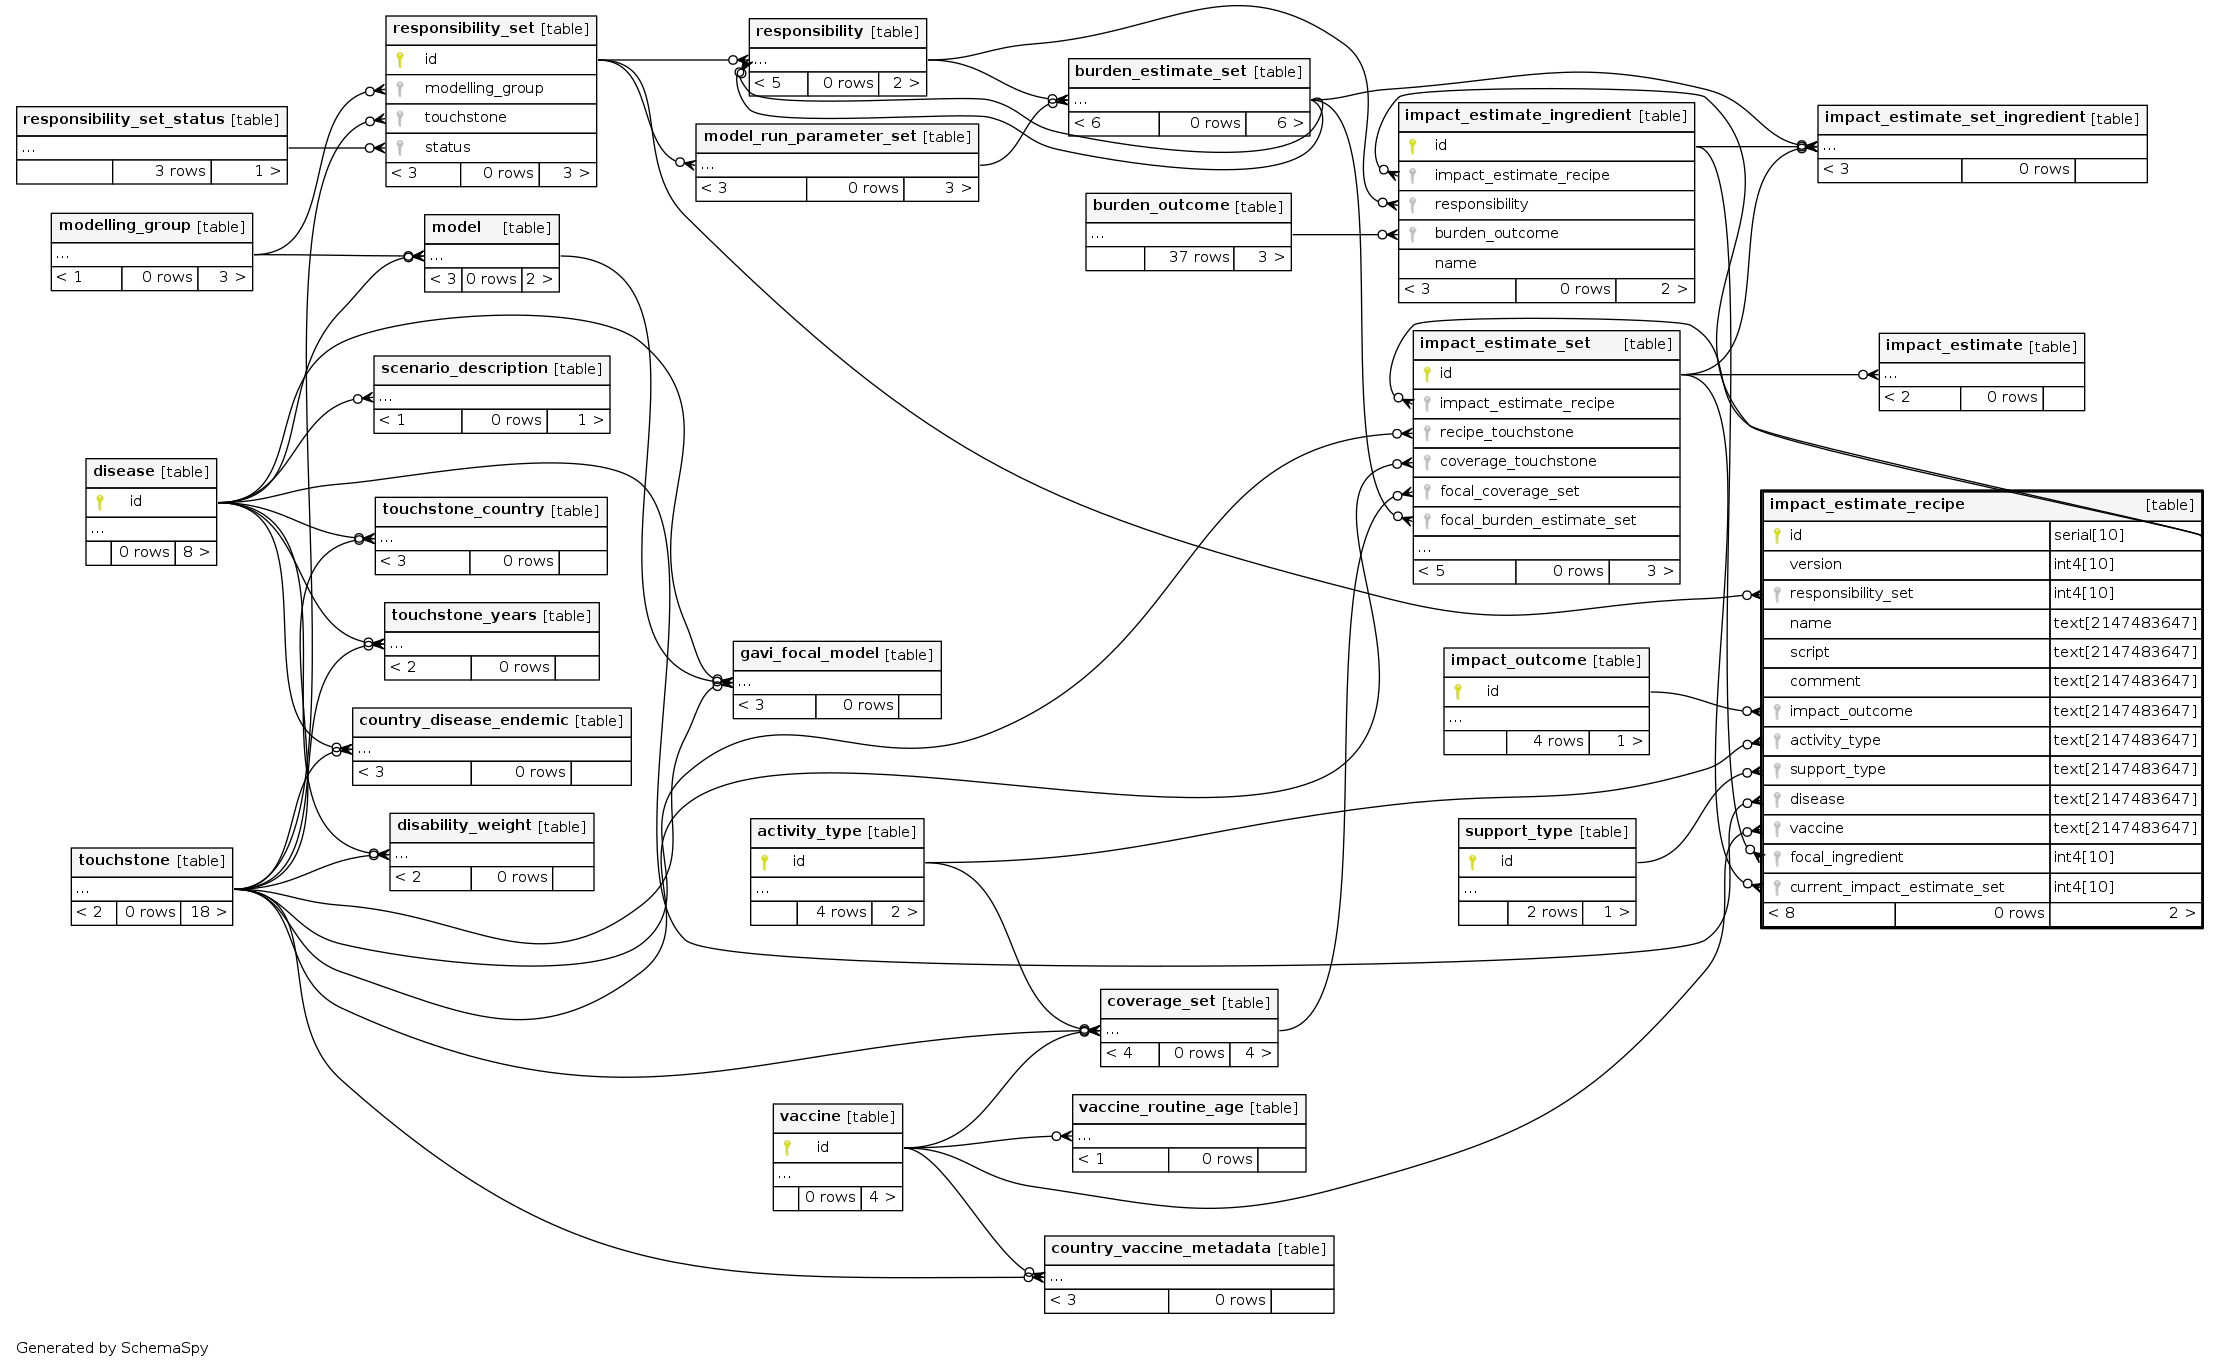 responsibility_set [table]
id
modelling_group
touchstone
status
< 3 0 rows 3 >
responsibility [table]
...
< 5 0 rows 2 >
burden_estimate_set [table]
...
< 6 0 rows 6 >
responsibility_set_status [table]
...
3 rows 1 >
model_run_parameter_set [table]
...
< 3 0 rows 3 >
impact_estimate_ingredient [table]
id
impact_estimate_recipe
responsibility
burden_outcome
name
< 3 0 rows 2 >
impact_estimate_set_ingredient [table]
...
< 3 0 rows
burden_outcome [table]
...
37 rows 3 >
modelling_group [table]
...
< 1 0 rows 3 >
model [table]
...
< 3 0 rows 2 >
impact_estimate_set [table]
id
impact_estimate_recipe
recipe_touchstone
coverage_touchstone
focal_coverage_set
focal_burden_estimate_set
...
< 5 0 rows 3 >
impact_estimate [table]
...
< 2 0 rows
scenario_description [table]
...
< 1 0 rows 1 >
disease [table]
id
...
0 rows 8 >
touchstone_country [table]
...
< 3 0 rows
impact_estimate_recipe [table]
id serial[10]
version int4[10]
responsibility_set int4[10]
name text[2147483647]
script text[2147483647]
comment text[2147483647]
impact_outcome text[2147483647]
activity_type text[2147483647]
support_type text[2147483647]
disease text[2147483647]
vaccine text[2147483647]
focal_ingredient int4[10]
current_impact_estimate_set int4[10]
< 8 0 rows 2 >
touchstone_years [table]
...
< 2 0 rows
gavi_focal_model [table]
...
< 3 0 rows
impact_outcome [table]
id
...
4 rows 1 >
country_disease_endemic [table]
...
< 3 0 rows
disability_weight [table]
...
< 2 0 rows
activity_type [table]
id
...
4 rows 2 >
support_type [table]
id
...
2 rows 1 >
touchstone [table]
...
< 2 0 rows 18 >
coverage_set [table]
...
< 4 0 rows 4 >
vaccine [table]
id
...
0 rows 4 >
vaccine_routine_age [table]
...
< 1 0 rows
country_vaccine_metadata [table]
...
< 3 0 rows
Generated by SchemaSpy